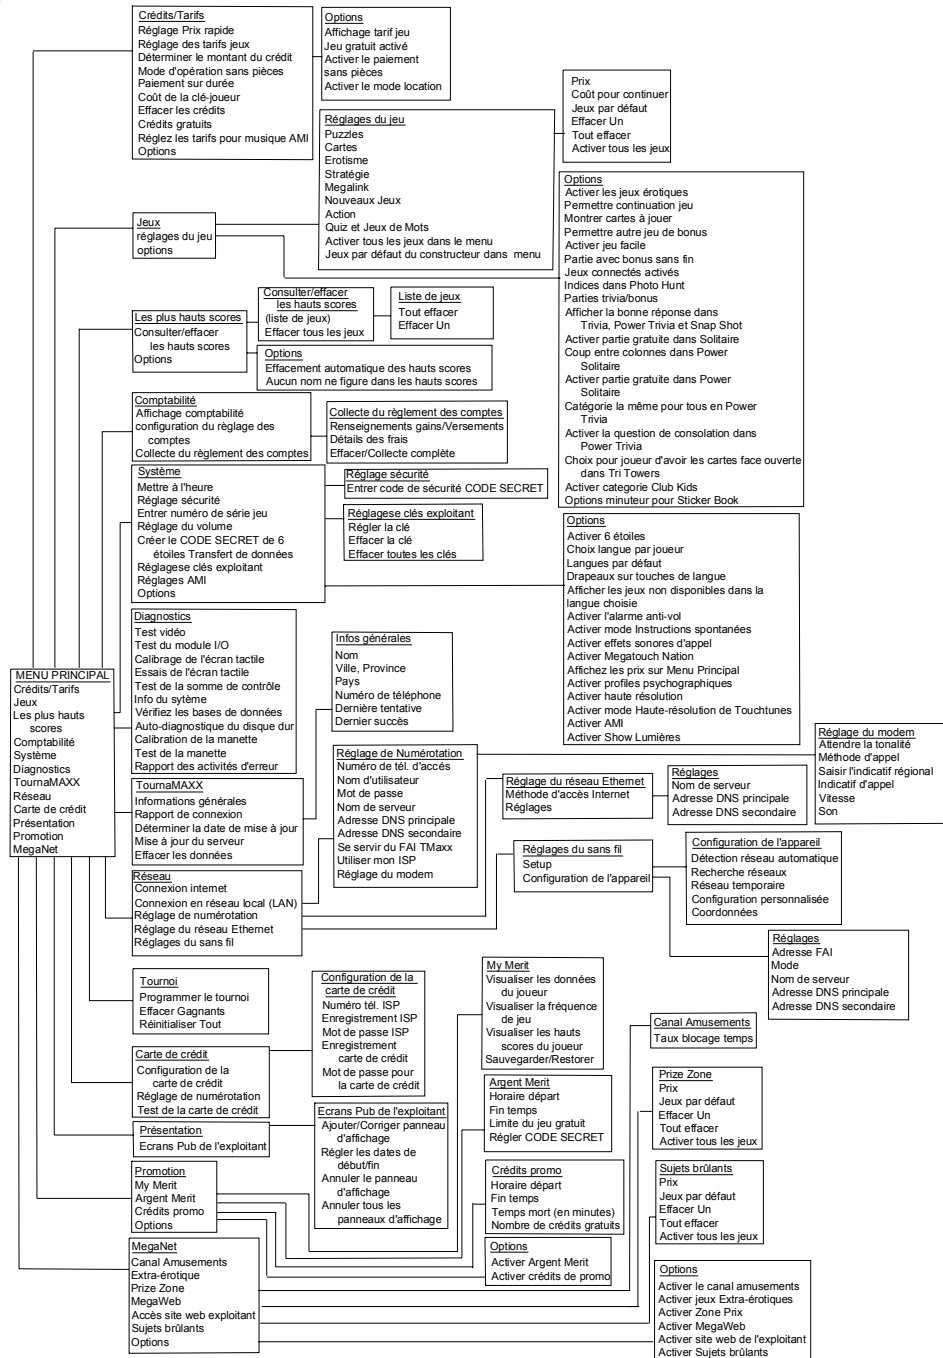 Crédits/Tarifs
Réglage Prix rapide
Réglage des tarifs jeux
Déterminer le montant du crédit
Mode d'opération sans pièces
Paiement sur durée
Coût de la clé-joueur
Effacer les crédits
Crédits gratuits
Réglez les tarifs pour musique AMI
Options
Options
Affichage tarif jeu
Jeu gratuit activé
Activer le paiement
sans pièces
Activer le mode location
Réglages du jeu
Puzzles
Cartes
Erotisme
Stratégie
Megalink
Nouveaux Jeux
Action
Quiz et Jeux de Mots
Activer tous les jeux dans le menu
Jeux par défaut du constructeur dans menu
Prix
Coût pour continuer
Jeux par défaut
Effacer Un
Tout effacer
Activer tous les jeux
Jeux
réglages du jeu
options
Options
Activer les jeux érotiques
Permettre continuation jeu
Montrer cartes à jouer
Permettre autre jeu de bonus
Activer jeu facile
Partie avec bonus sans fin
Jeux connectés activés
Indices dans Photo Hunt
Parties trivia/bonus
Afficher la bonne réponse dans
Trivia, Power Trivia et Snap Shot
Activer partie gratuite dans Solitaire
Coup entre colonnes dans Power
Solitaire
Activer partie gratuite dans Power
Solitaire
Catégorie la même pour tous en Power
Trivia
Activer la question de consolation dans
Power Trivia
Choix pour joueur d'avoir les cartes face ouverte
dans Tri Towers
Activer categorie Club Kids
Options minuteur pour Sticker Book
Les plus hauts scores
Consulter/effacer
les hauts scores
Options
Consulter/effacer
les hauts scores
(liste de jeux)
Effacer tous les jeux
Liste de jeux
Tout effacer
Effacer Un
Options
Effacement automatique des hauts scores
Aucun nom ne figure dans les hauts scores
Comptabilité
Affichage comptabilité
configuration du règlage des
comptes
Collecte du règlement des comptes
Collecte du règlement des comptes
Renseignements gains/Versements
Détails des frais
Effacer/Collecte complète
Système
Mettre à l'heure
Réglage sécurité
Entrer numéro de série jeu
Réglage du volume
Créer le CODE SECRET de 6
étoiles Transfert de données
Réglagese clés exploitant
Réglages AMI
Options
Réglage sécurité
Entrer code de sécurité CODE SECRET
Réglagese clés exploitant
Régler la clé
Effacer la clé
Effacer toutes les clés
Options
Activer 6 étoiles
Choix langue par joueur
Langues par défaut
Drapeaux sur touches de langue
Afficher les jeux non disponibles dans la
langue choisie
Activer l'alarme anti-vol
Activer mode Instructions spontanées
Activer effets sonores d'appel
Activer Megatouch Nation
Affichez les prix sur Menu Principal
Activer profiles psychographiques
Activer haute résolution
Activer mode Haute-résolution de Touchtunes
Activer AMI
Activer Show Lumières
Diagnostics
Test vidéo
Test du module I/O
Calibrage de l'écran tactile
Essais de l'écran tactile
Test de la somme de contrôle
Info du sytème
Vérifiez les bases de données
Auto-diagnostique du disque dur
Calibration de la manette
Test de la manette
Rapport des activités d'erreur
Infos générales
Nom
Ville, Province
Pays
Numéro de téléphone
Dernière tentative
Dernier succès
MENU PRINCIPAL
Crédits/Tarifs
Jeux
Les plus hauts
scores
Comptabilité
Système
Diagnostics
TournaMAXX
Réseau
Carte de crédit
Présentation
Promotion
MegaNet
TournaMAXX
Informations générales
Rapport de connexion
Déterminer la date de mise à jour
Mise à jour du serveur
Effacer les données
Réglage de Numérotation
Numéro de tél. d'accés
Nom d'utilisateur
Mot de passe
Nom de serveur
Adresse DNS principale
Adresse DNS secondaire
Se servir du FAI TMaxx
Utiliser mon ISP
Réglage du modem
Réglage du modem
Attendre la tonalité
Méthode d'appel
Saisir l'indicatif régional
Indicatif d'appel
Vitesse
Son
Réglage du réseau Ethernet
Méthode d'accès Internet
Réglages
Réglages
Nom de serveur
Adresse DNS principale
Adresse DNS secondaire
Réseau
Connexion internet
Connexion en réseau local (LAN)
Réglage de numérotation
Réglage du réseau Ethernet
Réglages du sans fil
Réglages du sans fil
Setup
Configuration de l'appareil
Configuration de l'appareil
Détection réseau automatique
Recherche réseaux
Réseau temporaire
Configuration personnalisée
Coordonnées
Réglages
Adresse FAI
Mode
Nom de serveur
Adresse DNS principale
Adresse DNS secondaire
Tournoi
Programmer le tournoi
Effacer Gagnants
Réinitialiser Tout
Configuration de la
carte de crédit
Numéro tél. ISP
Enregistrement ISP
Mot de passe ISP
Enregistrement
carte de crédit
Mot de passe pour
la carte de crédit
My Merit
Visualiser les données
du joueur
Visualiser la fréquence
de jeu
Visualiser les hauts
scores du joueur
Sauvegarder/Restorer
Canal Amusements
Taux blocage temps
Carte de crédit
Configuration de la
carte de crédit
Réglage de numérotation
Test de la carte de crédit
Argent Merit
Horaire départ
Fin temps
Limite du jeu gratuit
Régler CODE SECRET
Prize Zone
Prix
Jeux par défaut
Effacer Un
Tout effacer
Activer tous les jeux
Présentation
Ecrans Pub de l'exploitant
Ecrans Pub de l'exploitant
Ajouter/Corriger panneau
d'affichage
Régler les dates de
début/fin
Annuler le panneau
d'affichage
Annuler tous les
panneaux d'affichage
Promotion
My Merit
Argent Merit
Crédits promo
Options
Crédits promo
Horaire départ
Fin temps
Temps mort (en minutes)
Nombre de crédits gratuits
Sujets brûlants
Prix
Jeux par défaut
Effacer Un
Tout effacer
Activer tous les jeux
MegaNet
Canal Amusements
Extra-érotique
Prize Zone
MegaWeb
Accès site web exploitant
Sujets brûlants
Options
Options
Activer Argent Merit
Activer crédits de promo
Options
Activer le canal amusements
Activer jeux Extra-érotiques
Activer Zone Prix
Activer MegaWeb
Activer site web de l'exploitant
Activer Sujets brûlants